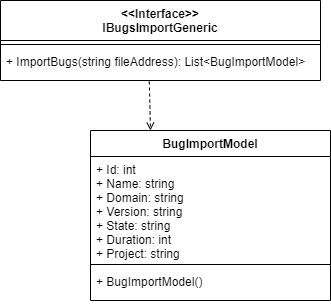 <<Interface>>
IBugsImportGeneric
+ ImportBugs(string fileAddress): List<BugImportModel>
BugImportModel
+ Id: int
+ Name: string
+ Domain: string
+ Version: string
+ State: string
+ Duration: int
+ Project: string
+ BugImportModel()